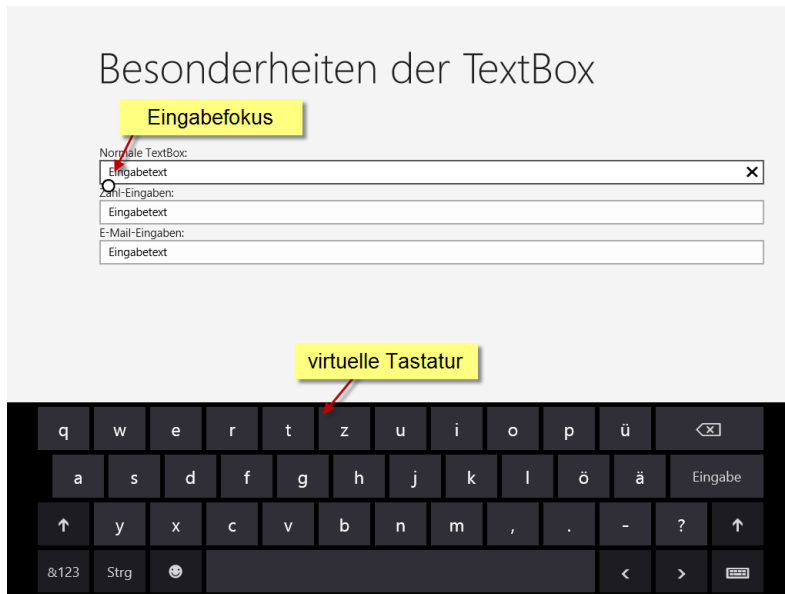 Besonderheiten der TextBox
Eingabefokus
Normale TextBox:
Eingabetext
Zahl-Eingaben:
Eingabetext
E-Mail-Eingaben:
Eingabetext
virtuelle Tastatur
q w e r t z u i o p ü
a s d f g h j k l ö ä Eingabe
y x c v b n m , . - ?
&123 Strg < >